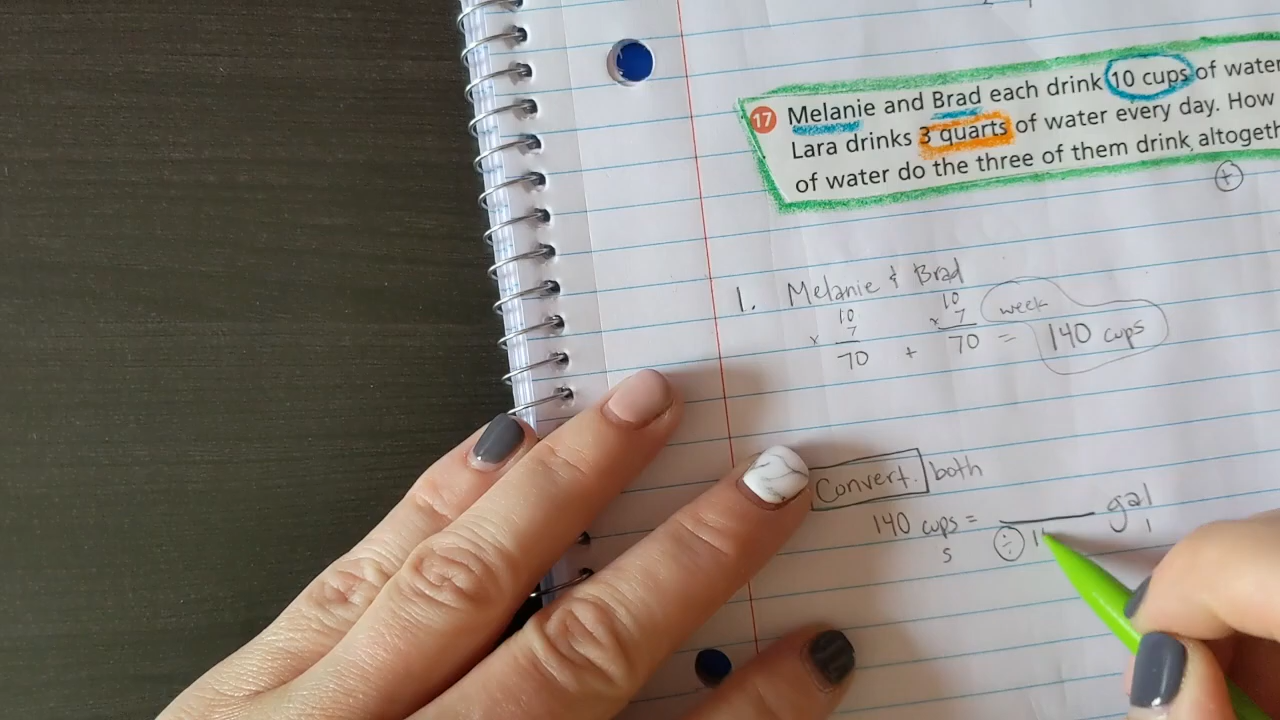 17 Melanie and Brad each drink 10 cups of water
Lara drinks 3 quarts of water every day. How
of water do the three of them drink altogeth
+
1. Melanie & Brad
10 10 week
x 7 x 7
70 + 70 = 140 cups
Convert. both
140 cups = ___ gal
s ÷ 1 l